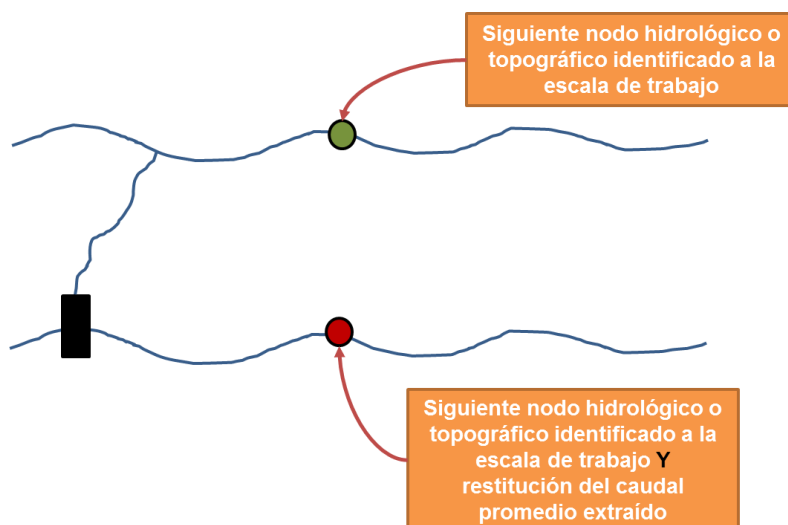 Siguiente nodo hidrológico o
topográfico identificado a la
escala de trabajo
Siguiente nodo hidrológico o
topográfico identificado a la
escala de trabajo Y
restitución del caudal
promedio extraído